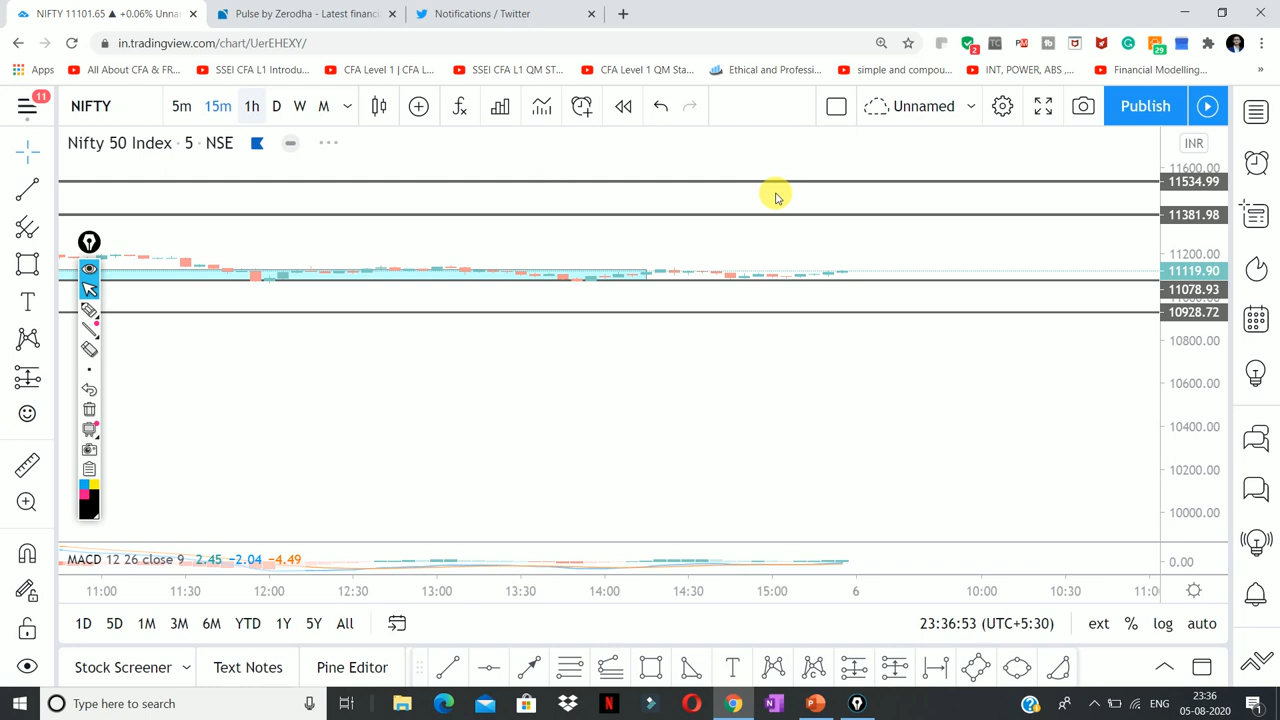 NIFTY 11101.65 ▲ +0.06% Unna
Pulse by Zerodha - Latest financi
Notifications / Twitter
in.tradingview.com/chart/UerEHEXY/
2
29
Apps
All About CFA & FR...
SSEI CFA L1 Introdu...
CFA Level 1 | CFA L...
SSEI CFA L1 QM ST...
CFA Level 1 QM Sta...
Ethical and Professi...
simple and compou...
INT, POWER, ABS ,...
Financial Modelling...
»
11
NIFTY
5m
15m
1h
D
W
M
Unnamed
Publish
Nifty 50 Index · 5 · NSE
INR
11600.00
11534.99
11381.98
11200.00
11119.90
11078.93
10928.72
10800.00
10600.00
10400.00
10200.00
10000.00
MACD 12 26 close 9 2.45 −2.04 −4.49
0.00
11:00 11:30 12:00 12:30 13:00 13:30 14:00 14:30 15:00 6 10:00 10:30 11:0
1D 5D 1M 3M 6M YTD 1Y 5Y All
23:36:53 (UTC+5:30)
ext % log auto
Stock Screener
Text Notes
Pine Editor
Type here to search
ENG
23:36
05-08-2020